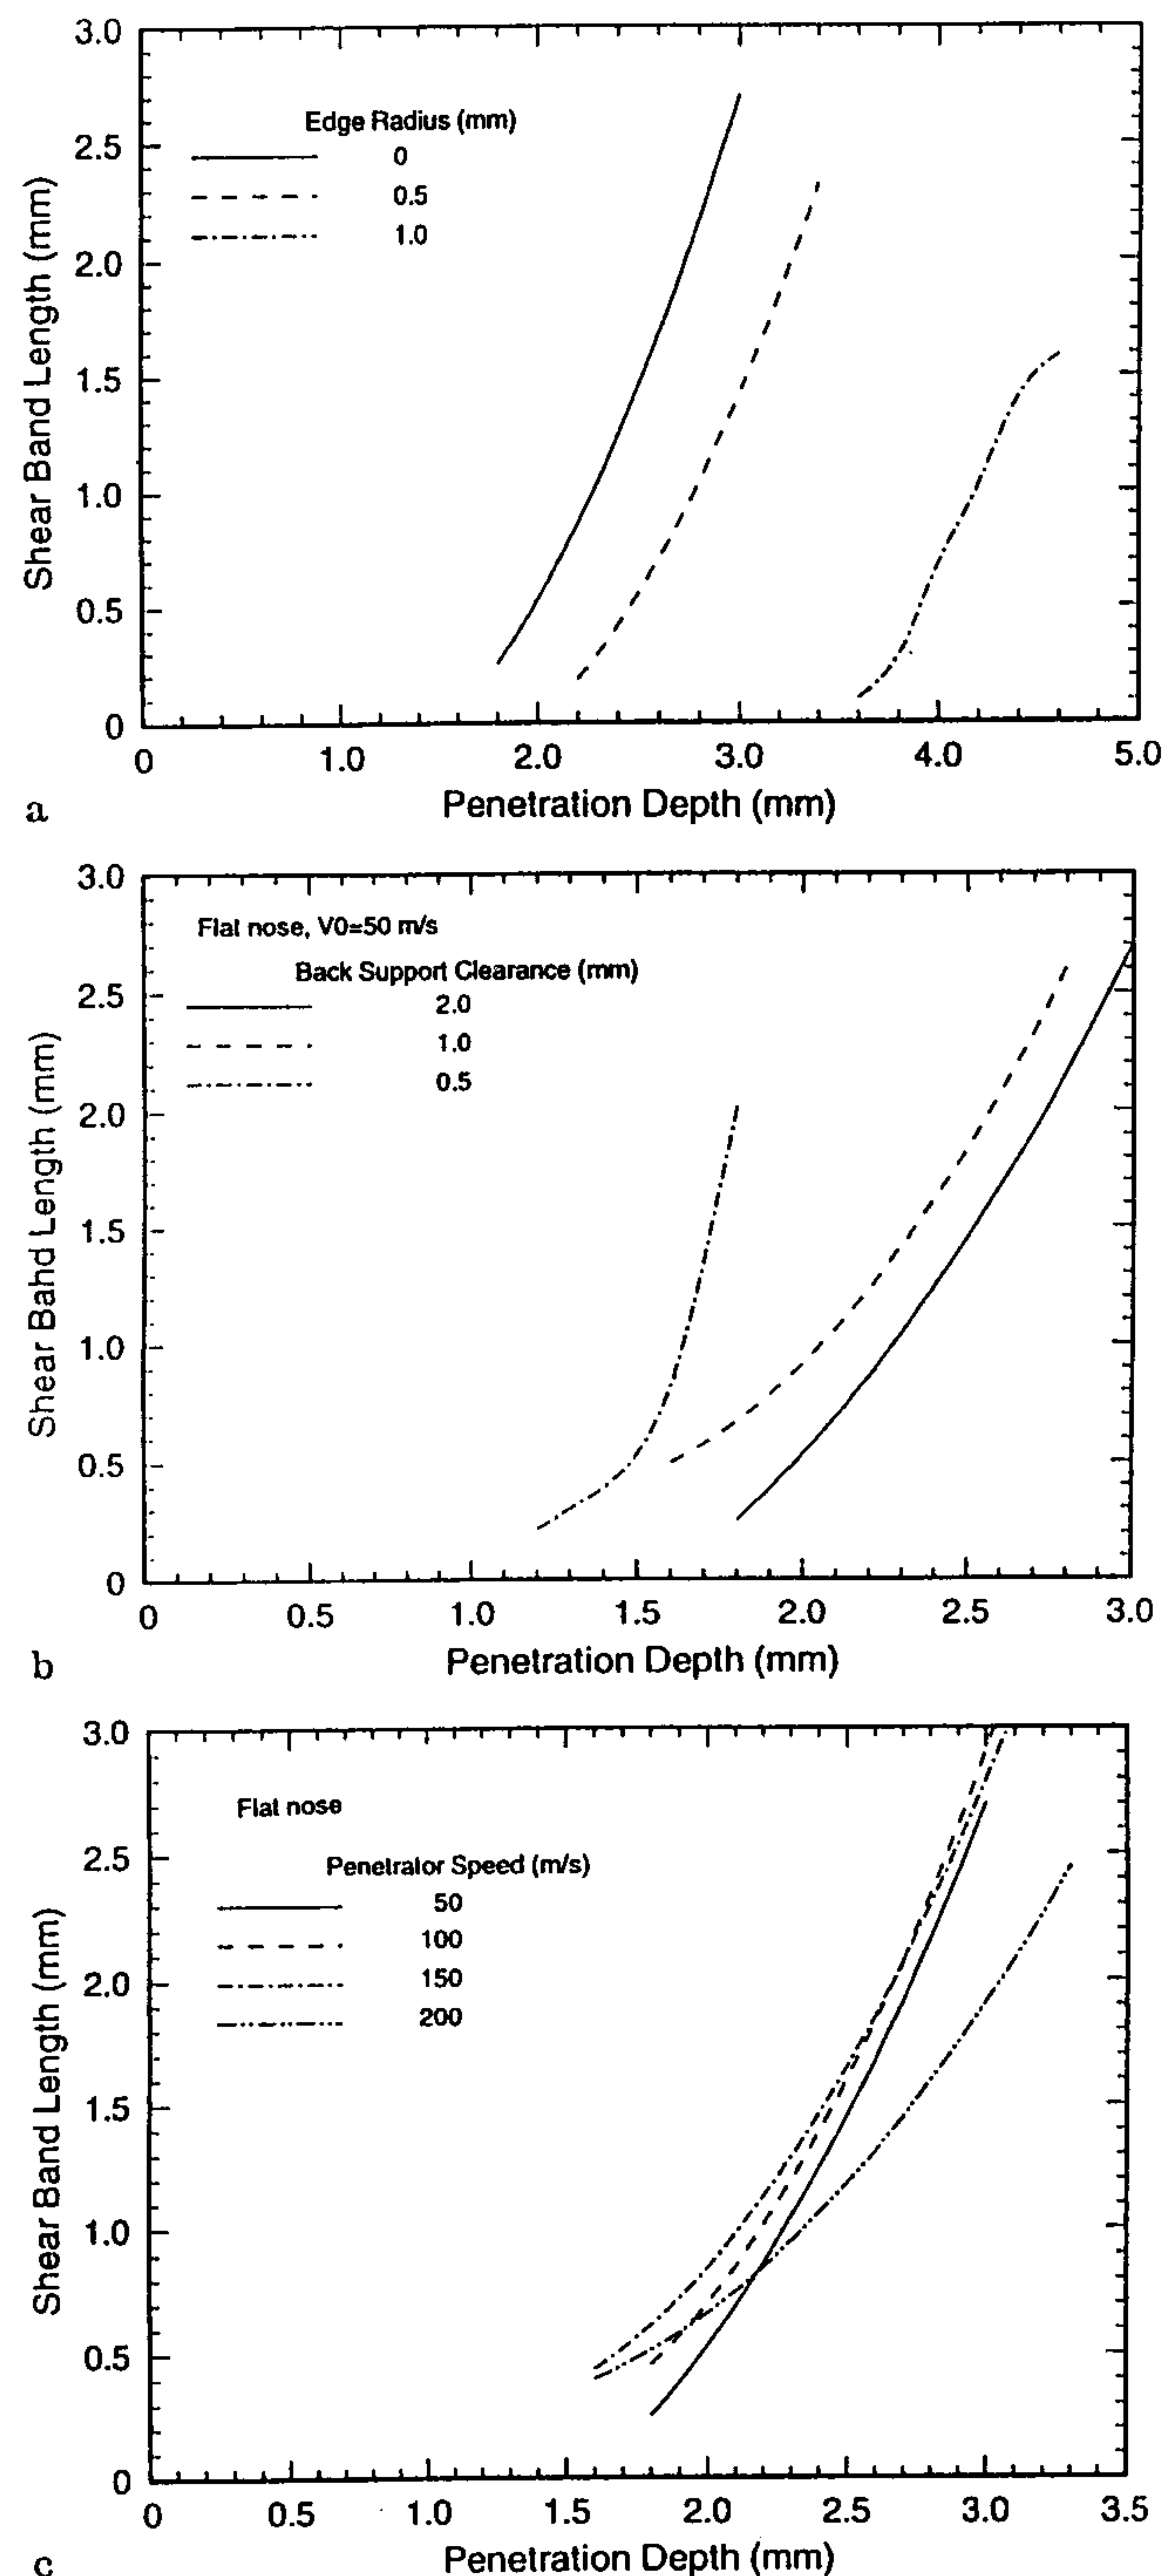 3.0
2.5
2.0
1.5
1.0
0.5
0
Shear Band Length (mm)
Edge Radius (mm)
0
0.5
1.0
0 1.0 2.0 3.0 4.0 5.0
Penetration Depth (mm)
a
3.0
2.5
2.0
1.5
1.0
0.5
0
Shear Bahd Length (mm)
Flat nose, V0=50 m/s
Back Support Clearance (mm)
2.0
1.0
0.5
0 0.5 1.0 1.5 2.0 2.5 3.0
Penetration Depth (mm)
b
3.0
2.5
2.0
1.5
1.0
0.5
0
Shear Band Length (mm)
Flat nose
Penetrator Speed (m/s)
50
100
150
200
0 0.5 1.0 1.5 2.0 2.5 3.0 3.5
Penetration Depth (mm)
c